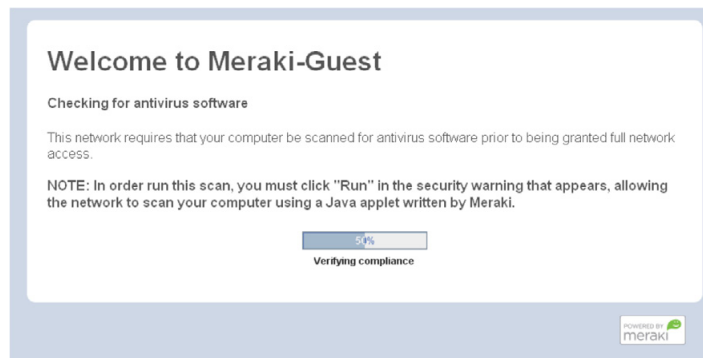 Welcome to Meraki-Guest
Checking for antivirus software
This network requires that your computer be scanned for antivirus software prior to being granted full network
access.
NOTE: In order run this scan, you must click "Run" in the security warning that appears, allowing
the network to scan your computer using a Java applet written by Meraki.
50%
Verifying compliance
POWERED BY
meraki